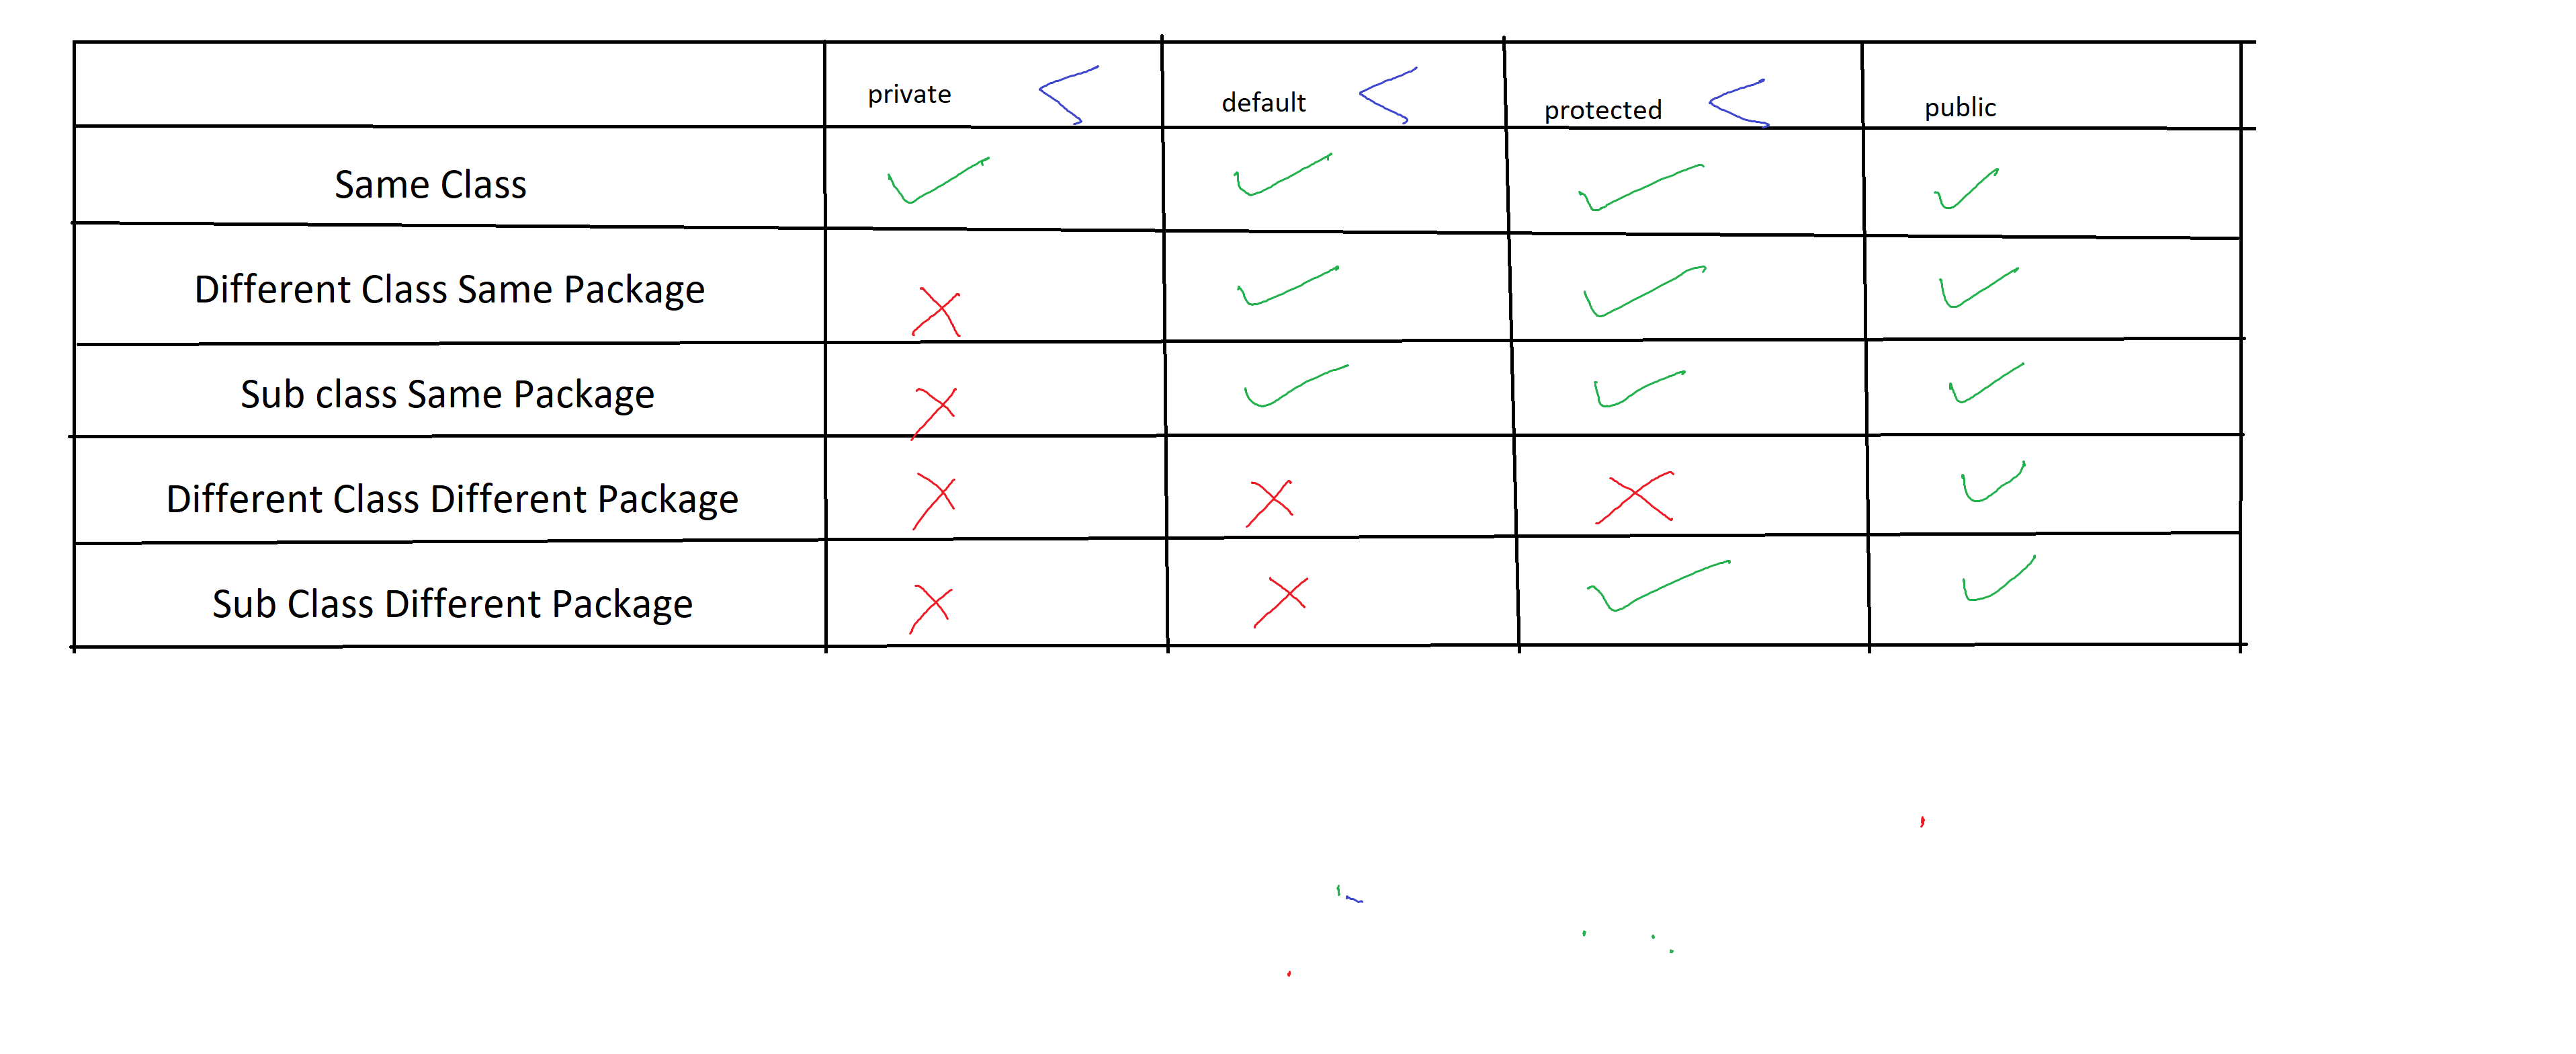 private < default < protected < public
Same Class ✓ ✓ ✓ ✓
Different Class Same Package ✗ ✓ ✓ ✓
Sub class Same Package ✗ ✓ ✓ ✓
Different Class Different Package ✗ ✗ ✗ ✓
Sub Class Different Package ✗ ✗ ✓ ✓